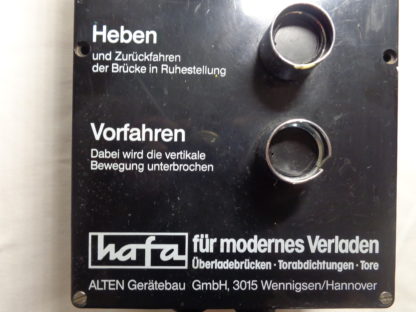 Heben
und Zurückfahren
der Brücke in Ruhestellung
Vorfahren
Dabei wird die vertikale
Bewegung unterbrochen
hafa für modernes Verladen
Überladebrücken · Torabdichtungen · Tore
ALTEN Gerätebau GmbH, 3015 Wennigsen/Hannover